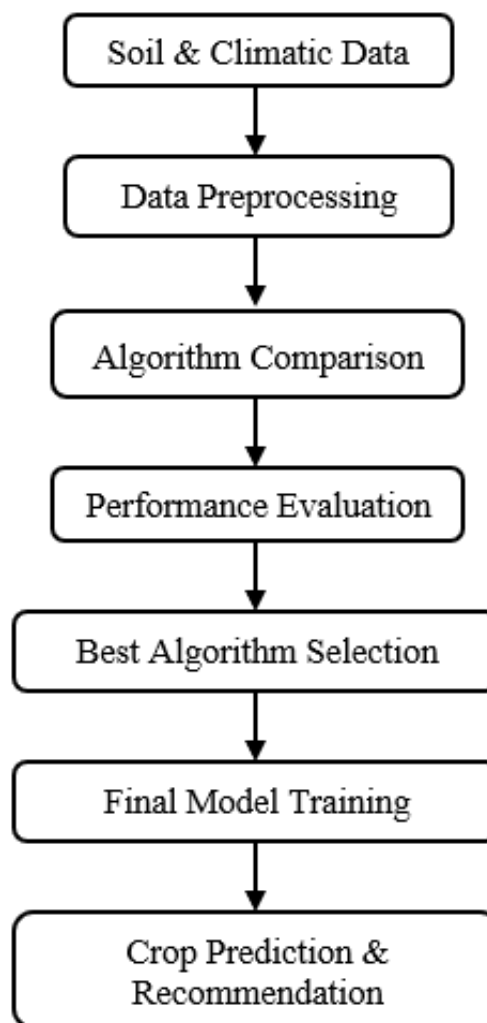 Soil & Climatic Data
Data Preprocessing
Algorithm Comparison
Performance Evaluation
Best Algorithm Selection
Final Model Training
Crop Prediction &
Recommendation